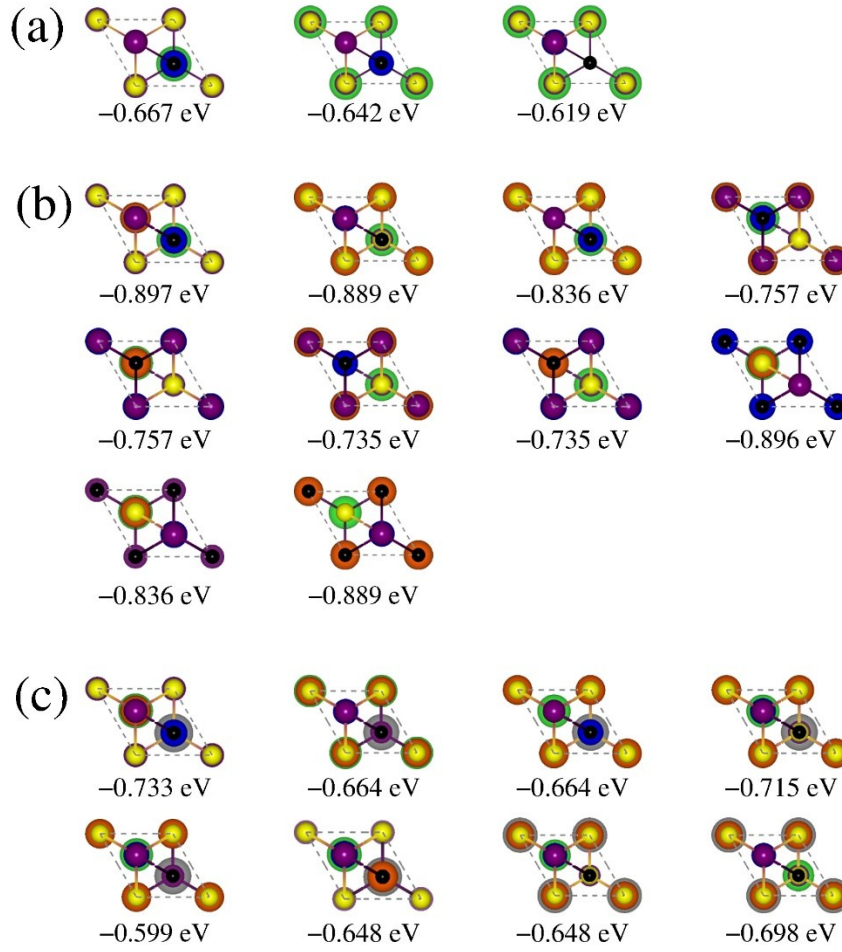 (a)
−0.667 eV −0.642 eV −0.619 eV
(b)
−0.897 eV −0.889 eV −0.836 eV −0.757 eV
−0.757 eV −0.735 eV −0.735 eV −0.896 eV
−0.836 eV −0.889 eV
(c)
−0.733 eV −0.664 eV −0.664 eV −0.715 eV
−0.599 eV −0.648 eV −0.648 eV −0.698 eV